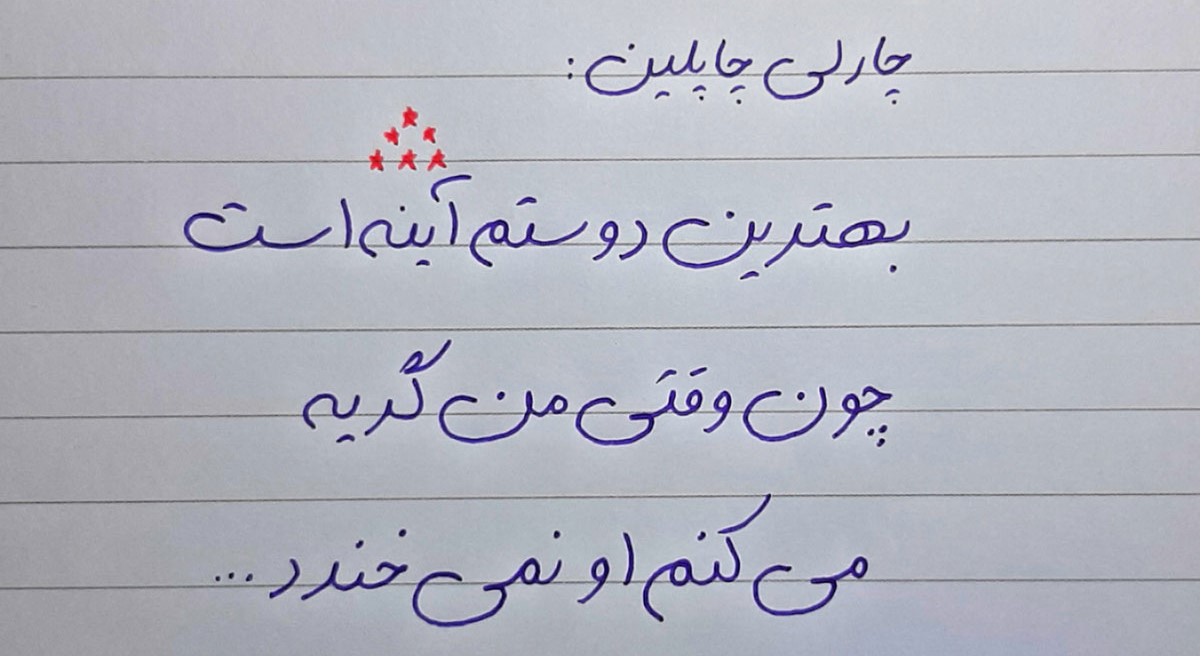 چارلی چاپلین:
بهترین دوستم آینه است
چون وقتی من گریه
می کنم او نمی خندد...